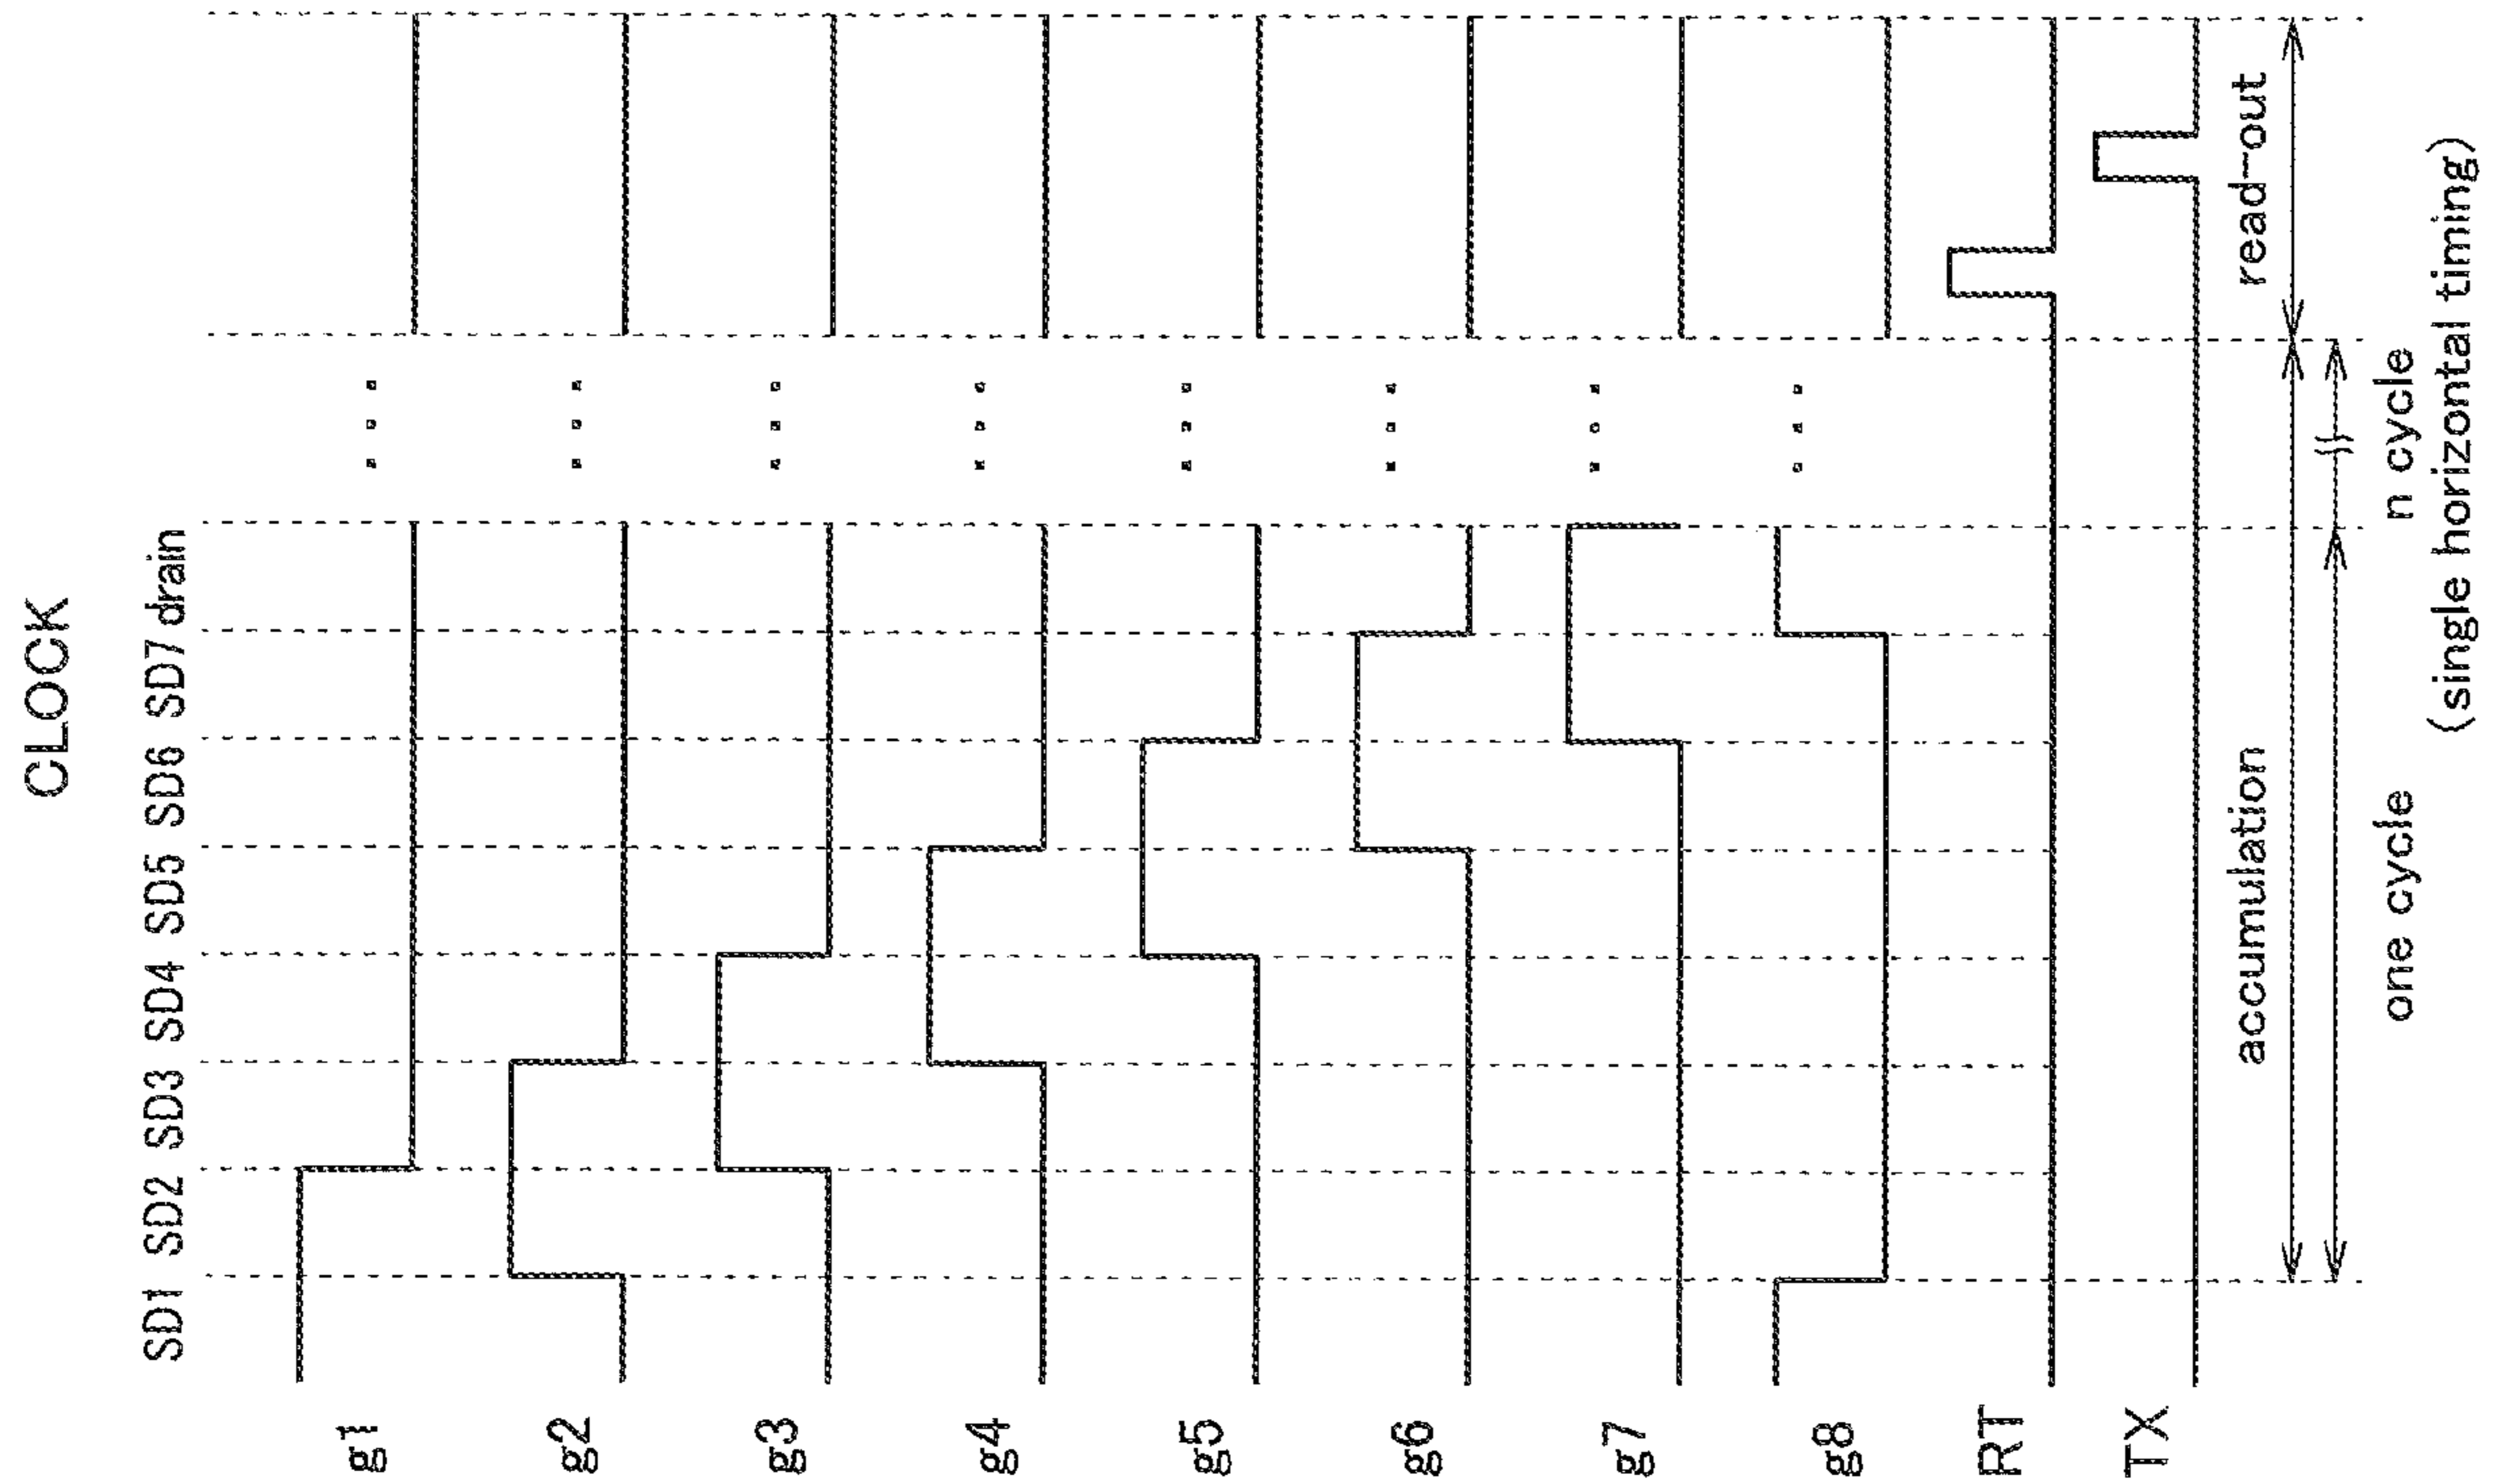 CLOCK
SD1 SD2 SD3 SD4 SD5 SD6 SD7 drain
g1
g2
g3
g4
g5
g6
g7
g8
RT
TX
accumulation
read-out
one cycle
n cycle
(single horizontal timing)